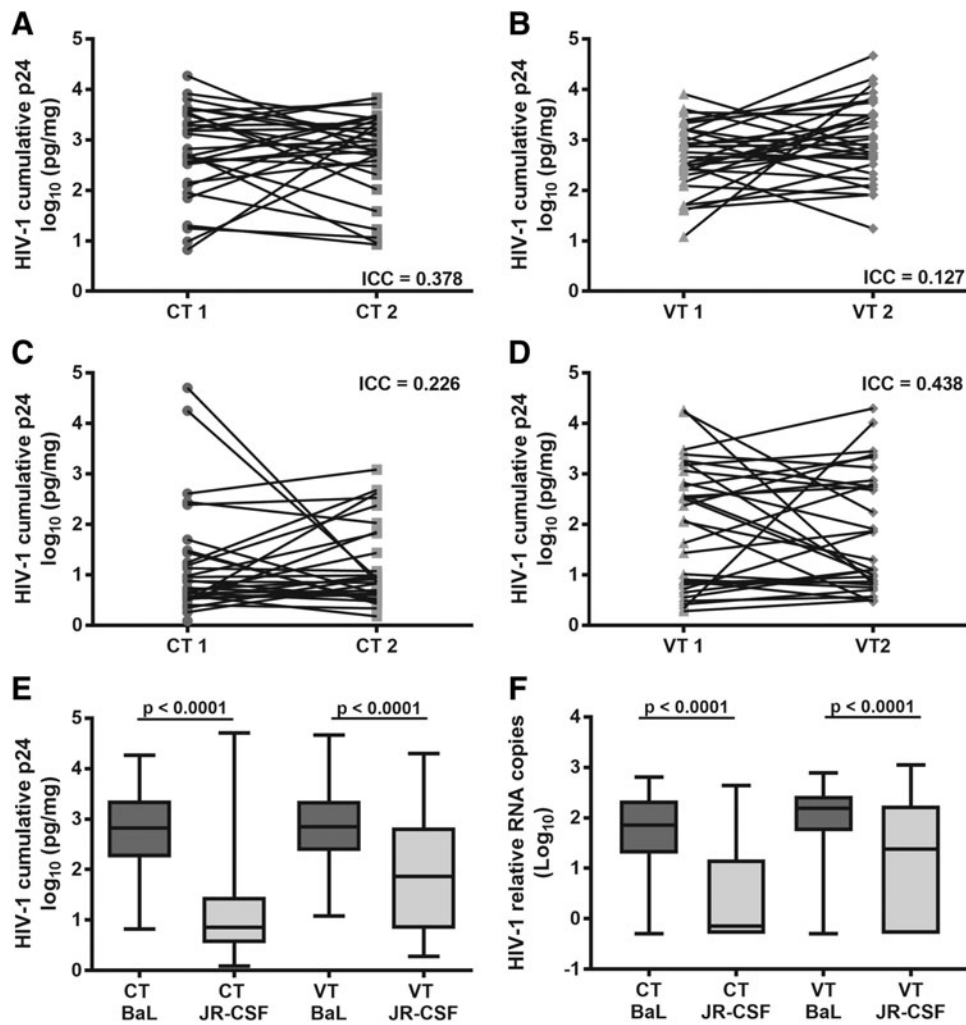 A
HIV-1 cumulative p24
log₁₀ (pg/mg)
5
4
3
2
1
0
ICC = 0.378
CT 1 CT 2
B
HIV-1 cumulative p24
log₁₀ (pg/mg)
5
4
3
2
1
0
ICC = 0.127
VT 1 VT 2
C
HIV-1 cumulative p24
log₁₀ (pg/mg)
5
4
3
2
1
0
ICC = 0.226
CT 1 CT 2
D
HIV-1 cumulative p24
log₁₀ (pg/mg)
5
4
3
2
1
0
ICC = 0.438
VT 1 VT2
E
HIV-1 cumulative p24
log₁₀ (pg/mg)
5
4
3
2
1
0
p < 0.0001 p < 0.0001
CT CT VT VT
BaL JR-CSF BaL JR-CSF
F
HIV-1 relative RNA copies
(Log₁₀)
4
3
2
1
0
-1
p < 0.0001 p < 0.0001
CT CT VT VT
BaL JR-CSF BaL JR-CSF